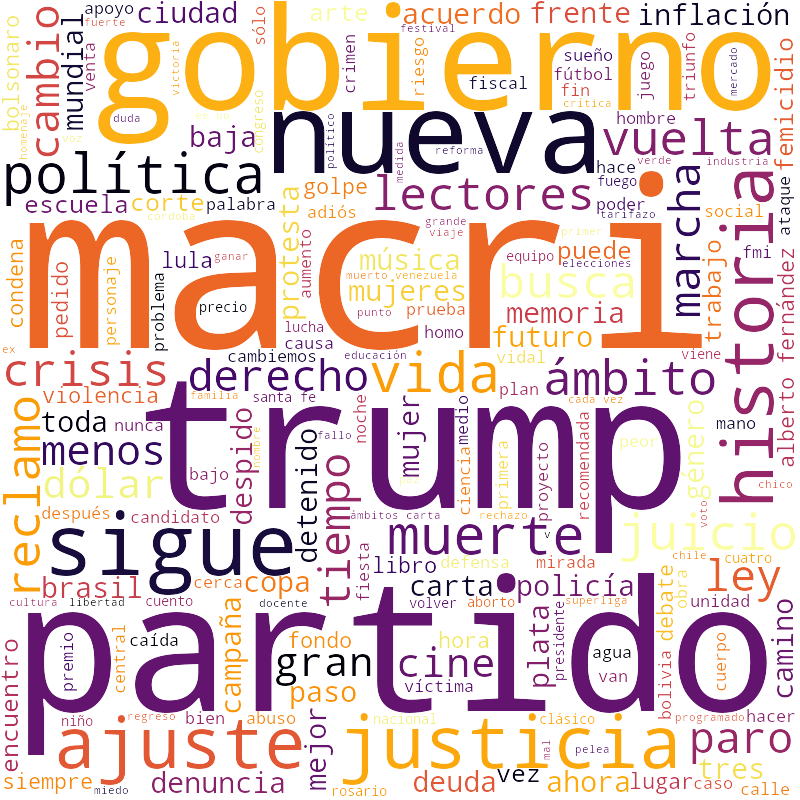 bolsonaro
cambio
mundial
apoyo
fuerte
venta
ciudad
victoria
sólo
arte
festival
crimen
acuerdo
riesgo
frente
sueño
fútbol
fin
fiscal
inflación
juego
triunfo
mercado
femicidio
homenaje
voz
duda
gobierno
congreso
político
medida
crítica
reforma
hombre
verde
industria
ataque
baja
nueva
hace
fuego
poder
vuelta
política
escuela
corte
córdoba
palabra
golpe
adiós
lectores
social
condena
pedido
personaje
problema
lula
ganar
precio
protesta
aumento
macri
grande
viaje
primer
tarifazo
música
muerto
venezuela
mujeres
punto
prueba
equipo
elecciones
puede
busca
marcha
trabajo
fmi
historia
alberto fernández
memoria
lucha
causa
homo
futuro
vidal
viene
ex
crisis
cambiemos
educación
derecho
vida
plan
cada vez
ámbito
violencia
familia
santa fe
reclamo
toda
nunca
menos
bajo
despido
nombre
detenido
fallo
noche
trump
mujer
medio
ciencia
primera
proyecto
recomendada
peor
género
mano
chico
dólar
después
candidato
tiempo
ámbitos carta
rechazo
v
voto
juicio
sigue
muerte
chile
cuatro
brasil
cerca
copa
fiesta
libro
defensa
mirada
carta
policía
debate
obra
ley
cultura
libertad
cuento
docente
volver
aborto
superliga
unidad
partido
camino
encuentro
premio
central
caída
campaña
fondo
gran
paso
hora
cine
víctima
plata
presidente
agua
van
bolivia
cuerpo
niño
regreso
bien
abuso
mejor
nacional
clásico
mal
pelea
programado
hacer
ajuste
justicia
paro
tres
siempre
miedo
denuncia
rosario
deuda
vez
ahora
lugar
caso
calle